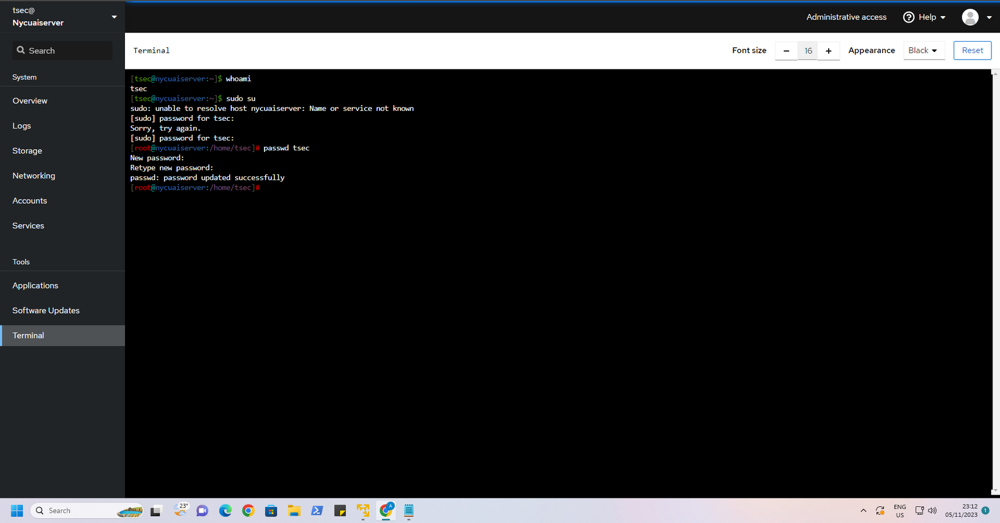 tsec@
Nycuaiserver
Administrative access
Help
Search
Terminal
Font size
16
Appearance
Black
Reset
System
Overview
Logs
Storage
Networking
Accounts
Services
Tools
Applications
Software Updates
Terminal
[tsec@nycuaiserver:~]$ whoami
tsec
[tsec@nycuaiserver:~]$ sudo su
sudo: unable to resolve host nycuaiserver: Name or service not known
[sudo] password for tsec:
Sorry, try again.
[sudo] password for tsec:
[root@nycuaiserver:/home/tsec]# passwd tsec
New password:
Retype new password:
passwd: password updated successfully
[root@nycuaiserver:/home/tsec]#
Search
23°
A
ENG
US
23:12
05/11/2023
1